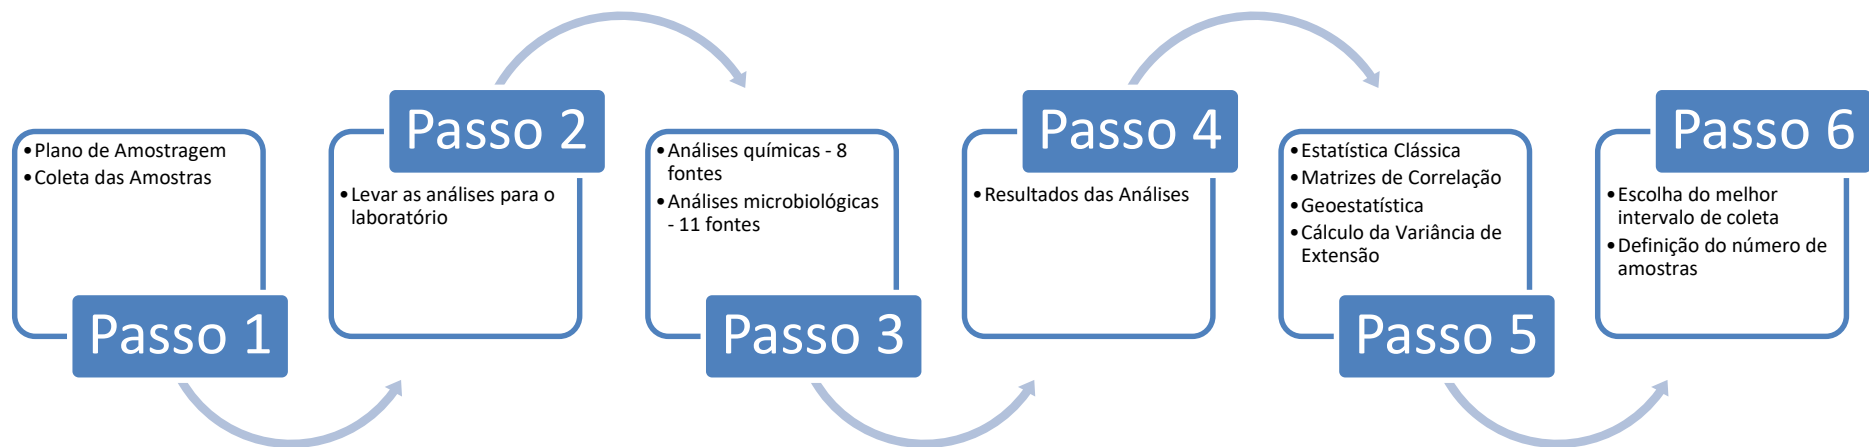 Passo 1
•Plano de Amostragem
•Coleta das Amostras
Passo 2
•Levar as análises para o
laboratório
Passo 3
•Análises químicas - 8
fontes
•Análises microbiológicas
- 11 fontes
Passo 4
•Resultados das Análises
Passo 5
•Estatística Clássica
•Matrizes de Correlação
•Geoestatística
•Cálculo da Variância de
Extensão
Passo 6
•Escolha do melhor
intervalo de coleta
•Definição do número de
amostras